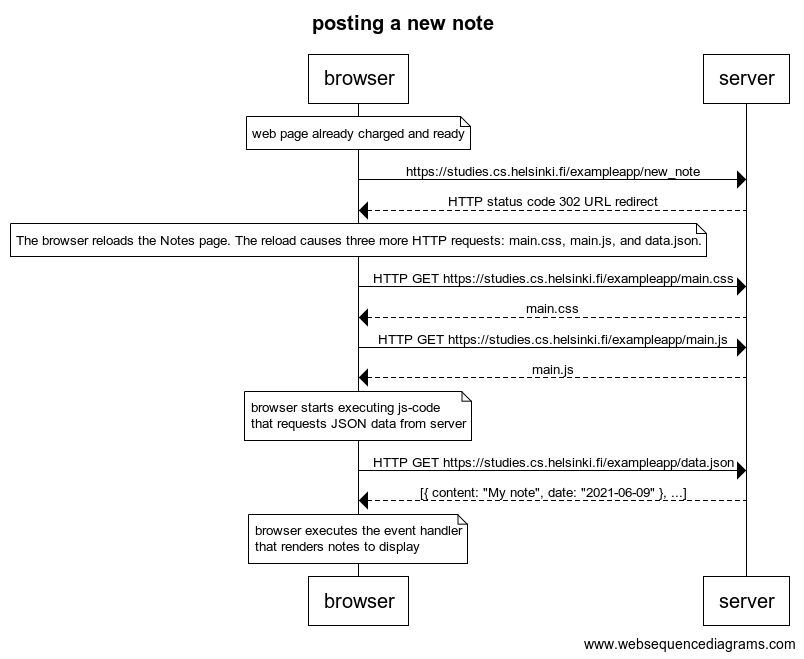 posting a new note
browser
server
web page already charged and ready
https://studies.cs.helsinki.fi/exampleapp/new_note
HTTP status code 302 URL redirect
The browser reloads the Notes page. The reload causes three more HTTP requests: main.css, main.js, and data.json.
HTTP GET https://studies.cs.helsinki.fi/exampleapp/main.css
main.css
HTTP GET https://studies.cs.helsinki.fi/exampleapp/main.js
main.js
browser starts executing js-code
that requests JSON data from server
HTTP GET https://studies.cs.helsinki.fi/exampleapp/data.json
[{ content: "My note", date: "2021-06-09" }, ...]
browser executes the event handler
that renders notes to display
browser
server
www.websequencediagrams.com